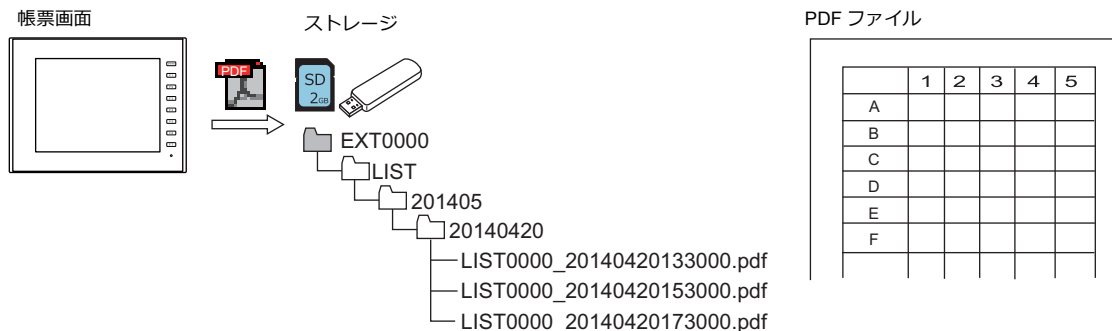 帳票画面
ストレージ
PDF ファイル
PDF
SD
2GB
EXT0000
LIST
201405
20140420
LIST0000_20140420133000.pdf
LIST0000_20140420153000.pdf
LIST0000_20140420173000.pdf
1 2 3 4 5
A
B
C
D
E
F